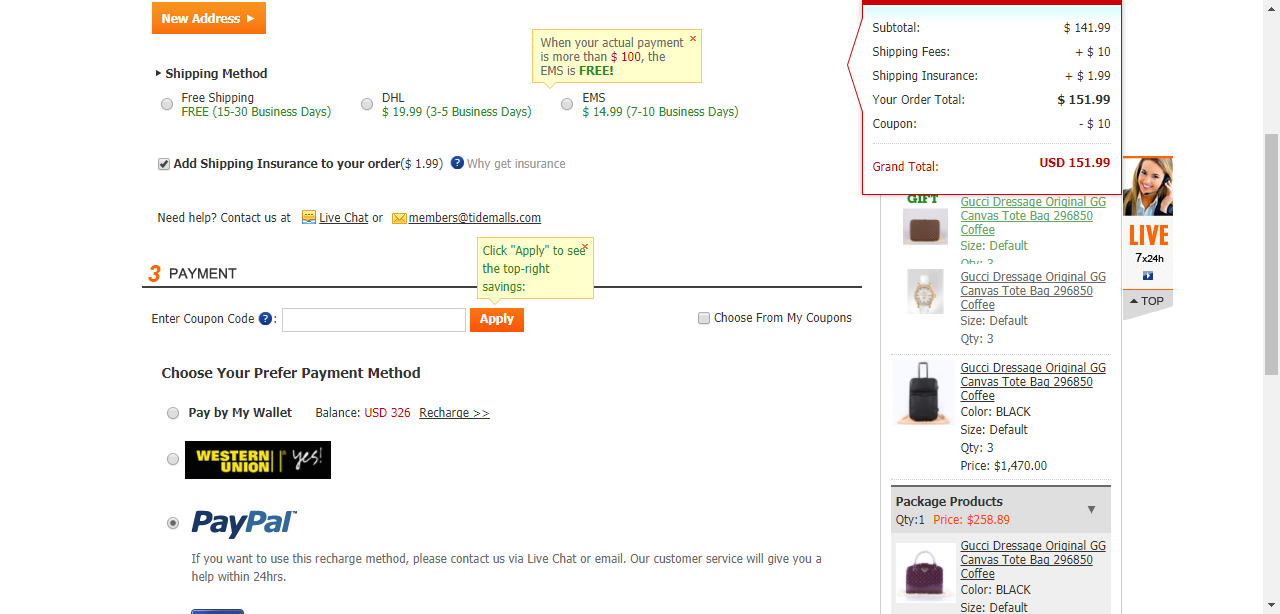 New Address ►
When your actual payment
is more than $ 100, the
EMS is FREE!
Shipping Method
Free Shipping
FREE (15-30 Business Days)
DHL
$ 19.99 (3-5 Business Days)
EMS
$ 14.99 (7-10 Business Days)
Add Shipping Insurance to your order($ 1.99) ? Why get insurance
Need help? Contact us at Live Chat or members@tidemalls.com
Click "Apply" to see
the top-right
savings:
3 PAYMENT
Enter Coupon Code ? :
Apply
Choose From My Coupons
Choose Your Prefer Payment Method
Pay by My Wallet Balance: USD 326 Recharge >>
WESTERN
UNION yes!
PayPal™
If you want to use this recharge method, please contact us via Live Chat or email. Our customer service will give you a
help within 24hrs.
Subtotal: $ 141.99
Shipping Fees: + $ 10
Shipping Insurance: + $ 1.99
Your Order Total: $ 151.99
Coupon: - $ 10
Grand Total: USD 151.99
GIFT
Gucci Dressage Original GG
Canvas Tote Bag 296850
Coffee
Size: Default
Qty: 3
Gucci Dressage Original GG
Canvas Tote Bag 296850
Coffee
Size: Default
Qty: 3
Gucci Dressage Original GG
Canvas Tote Bag 296850
Coffee
Color: BLACK
Size: Default
Qty: 3
Price: $1,470.00
Package Products
Qty:1 Price: $258.89
Gucci Dressage Original GG
Canvas Tote Bag 296850
Coffee
Color: BLACK
Size: Default
LIVE
7x24h
TOP